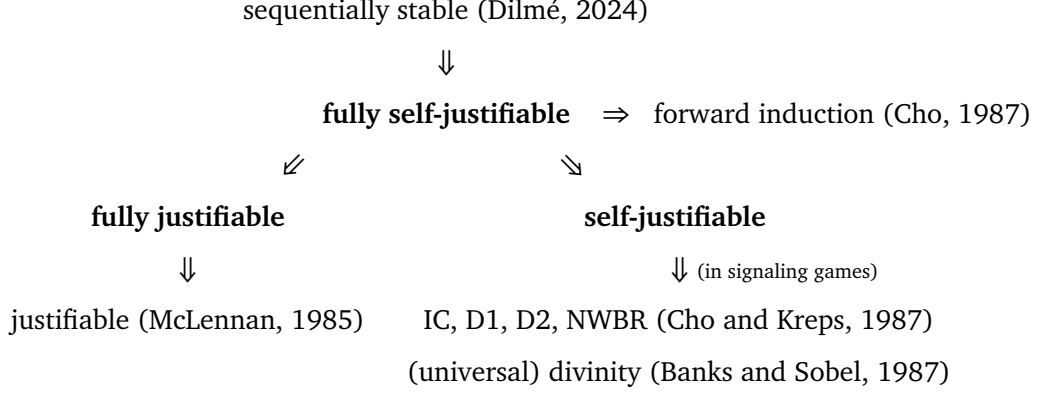 sequentially stable (Dilmé, 2024)
⇓
fully self-justifiable ⇒ forward induction (Cho, 1987)
⇙ ⇘
fully justifiable self-justifiable
⇓ ⇓ (in signaling games)
justifiable (McLennan, 1985) IC, D1, D2, NWBR (Cho and Kreps, 1987)
(universal) divinity (Banks and Sobel, 1987)